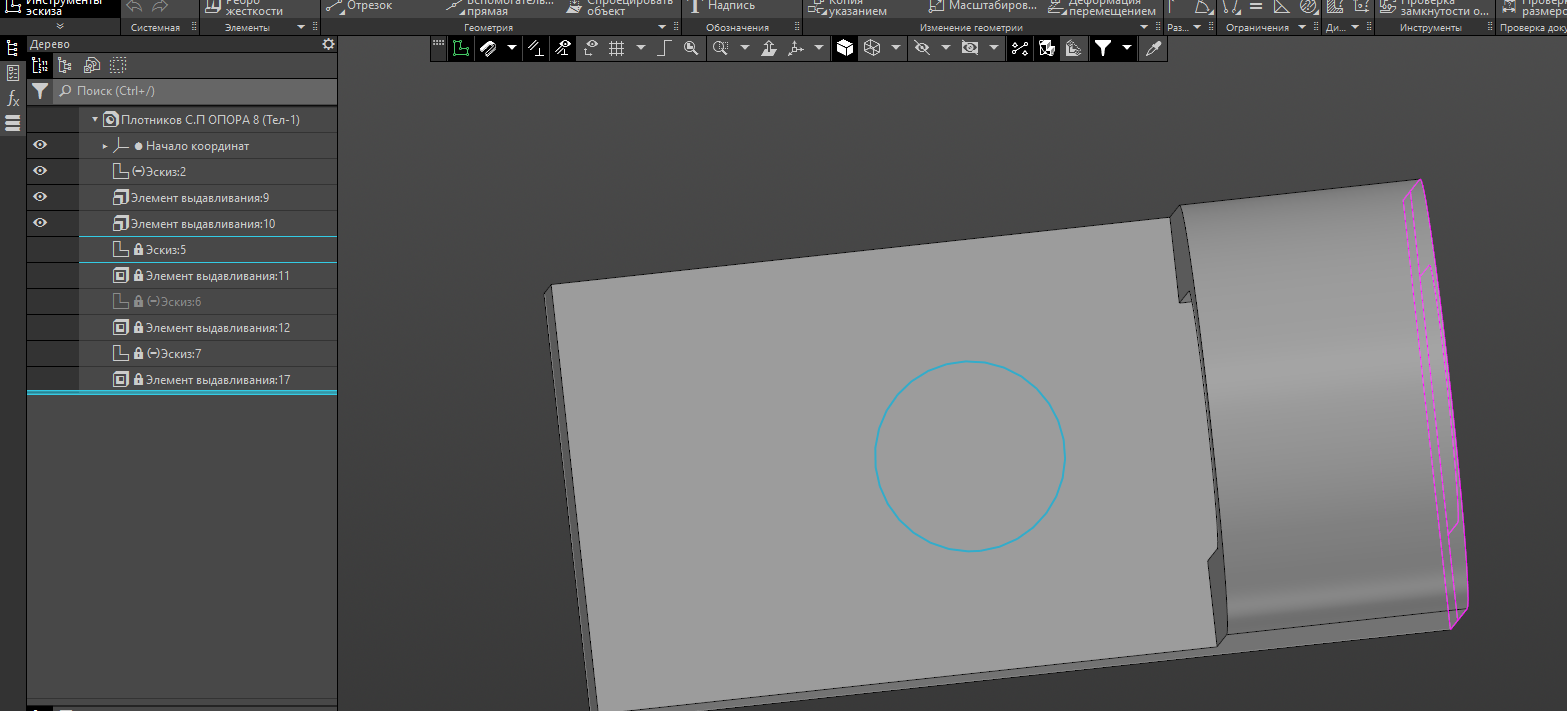 Инструменты
эскиза
Ребро
жесткости
Отрезок
Вспомогатель...
прямая
Спроецировать
объект
Надпись
Копия
указанием
Масштабиров...
Деформация
перемещением
Проверка
замкнутости о...
размеро
Системная
Элементы
Геометрия
Обозначения
Изменение геометрии
Раз...
Ограничения
Ди...
Инструменты
Проверка доку
Дерево
Поиск (Ctrl+/)
Плотников С.П ОПОРА 8 (Тел-1)
Начало координат
(-)Эскиз:2
Элемент выдавливания:9
Элемент выдавливания:10
Эскиз:5
Элемент выдавливания:11
(-)Эскиз:6
Элемент выдавливания:12
(-)Эскиз:7
Элемент выдавливания:17